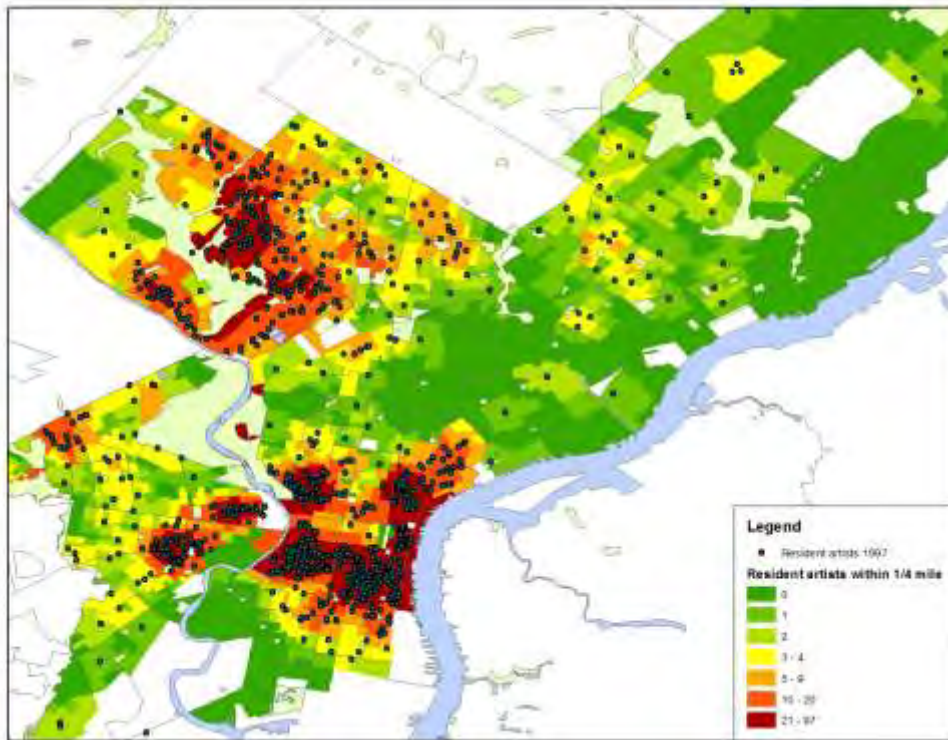 Legend
Resident artists 1997
Resident artists within 1/4 mile
0
1
2
3 - 4
5 - 9
10 - 20
21 - 97